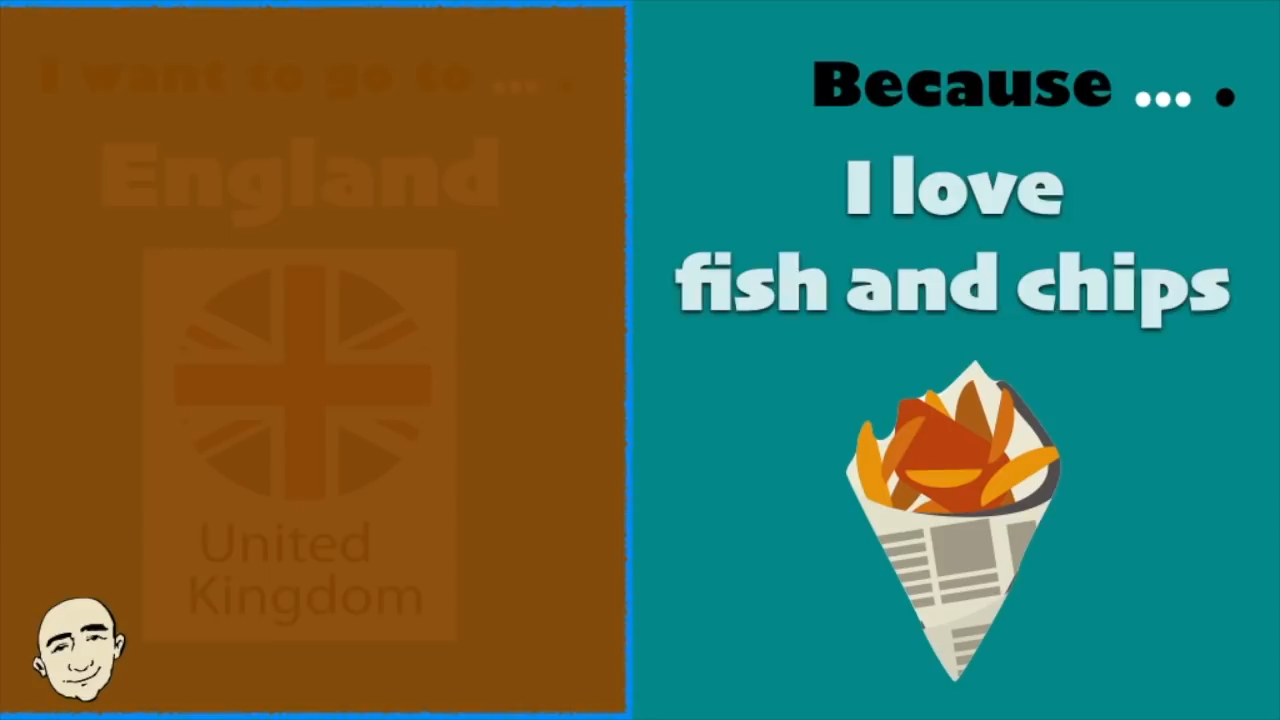 I want to go to ... .
England
United
Kingdom
Because ... .
I love
fish and chips